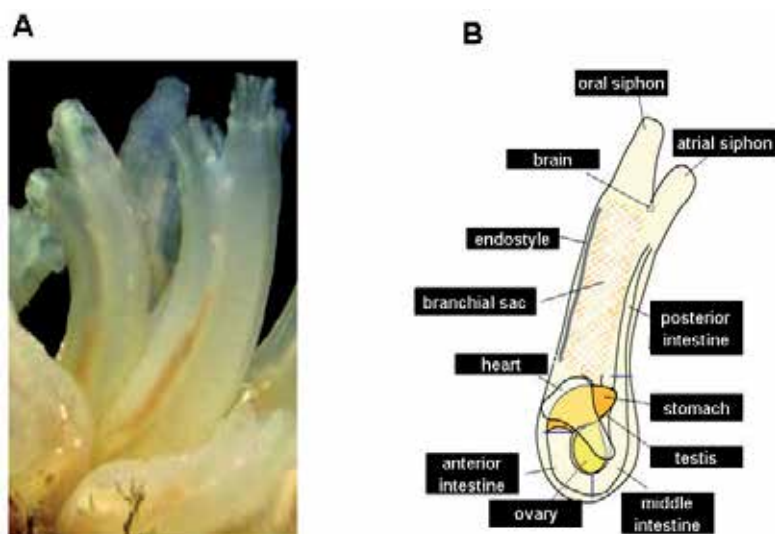 A
B
oral siphon
atrial siphon
brain
endostyle
branchial sac
posterior
intestine
heart
stomach
testis
anterior
intestine
ovary
middle
intestine